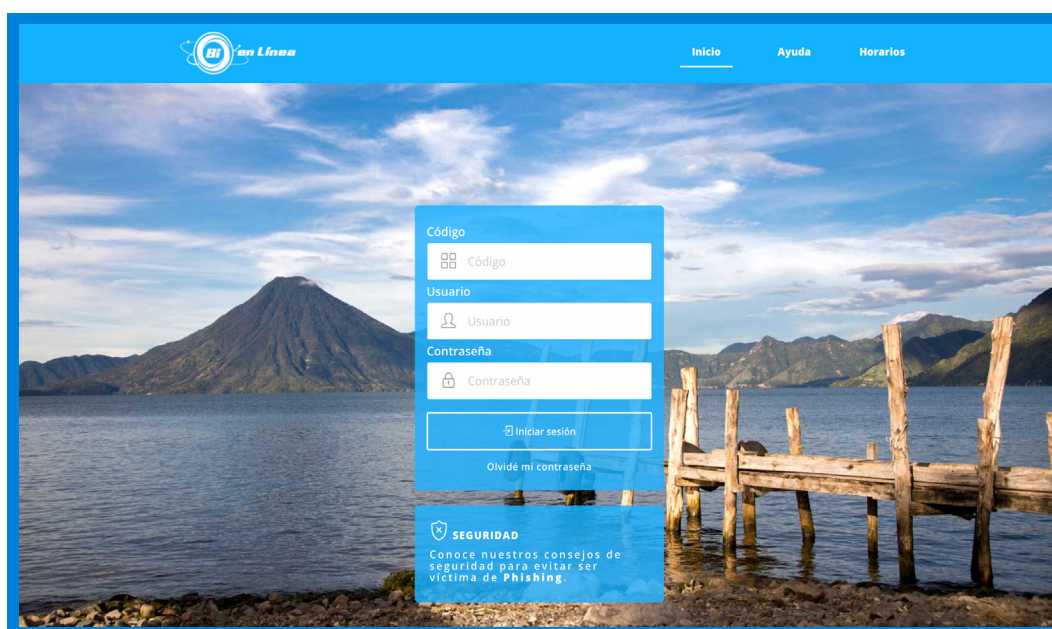 Bi en Línea
Inicio
Ayuda
Horarios
Código
Código
Usuario
Usuario
Contraseña
Contraseña
Iniciar sesión
Olvidé mi contraseña
SEGURIDAD
Conoce nuestros consejos de
seguridad para evitar ser
víctima de Phishing.